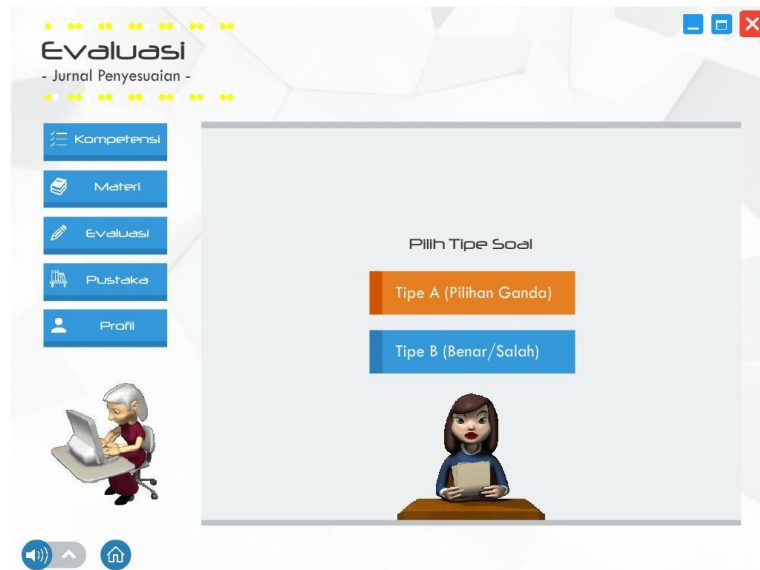 Evaluasi
- Jurnal Penyesuaian -
Kompetensi
Materi
Evaluasi
Pustaka
Profil
Pilih Tipe Soal
Tipe A (Pilihan Ganda)
Tipe B (Benar/Salah)